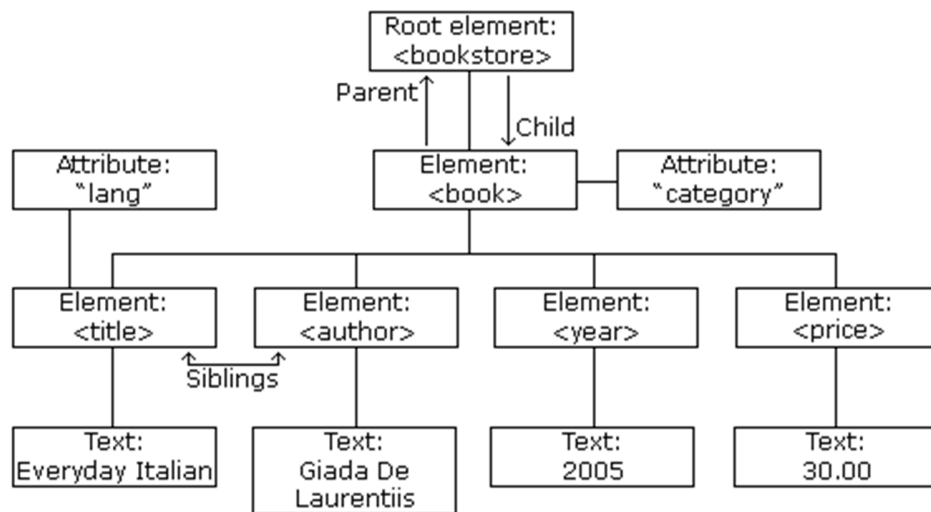 Root element:
<bookstore>
Parent
Child
Attribute:
“lang”
Element:
<book>
Attribute:
“category”
Element:
<title>
Element:
<author>
Element:
<year>
Element:
<price>
Siblings
Text:
Everyday Italian
Text:
Giada De
Laurentiis
Text:
2005
Text:
30.00